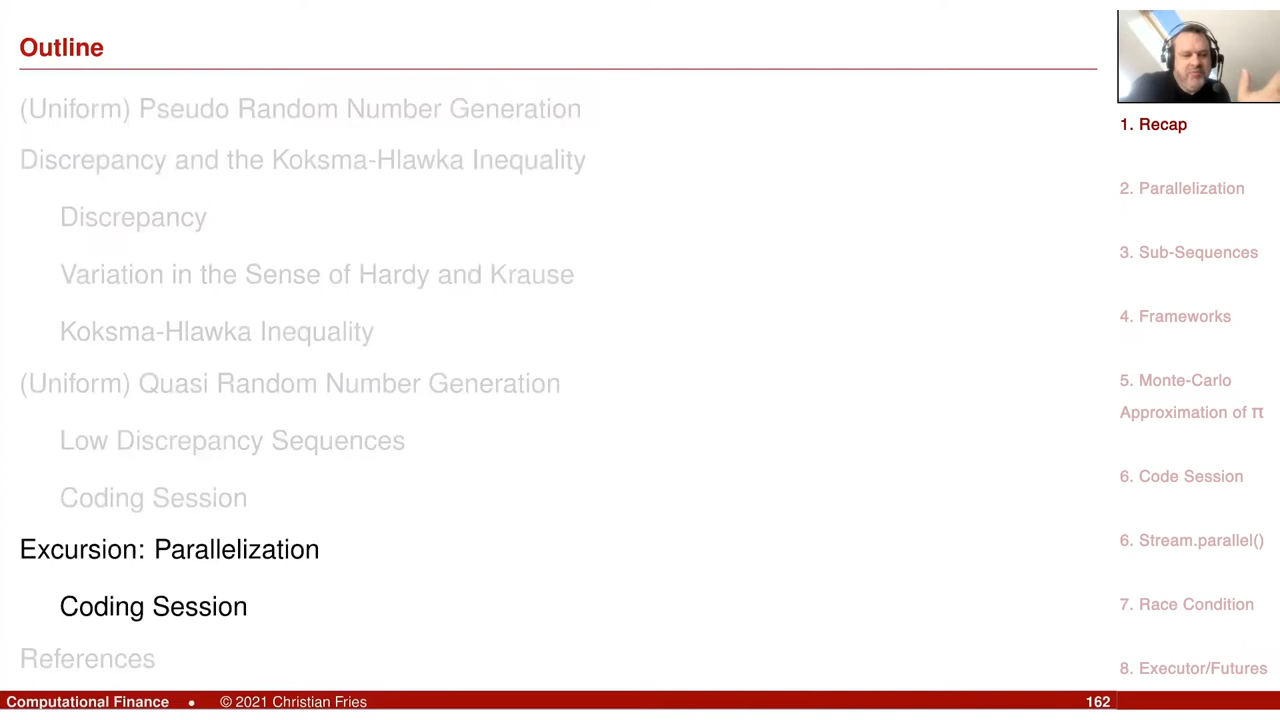 Outline
(Uniform) Pseudo Random Number Generation
Discrepancy and the Koksma-Hlawka Inequality
Discrepancy
Variation in the Sense of Hardy and Krause
Koksma-Hlawka Inequality
(Uniform) Quasi Random Number Generation
Low Discrepancy Sequences
Coding Session
Excursion: Parallelization
Coding Session
References
1. Recap
2. Parallelization
3. Sub-Sequences
4. Frameworks
5. Monte-Carlo
Approximation of π
6. Code Session
6. Stream.parallel()
7. Race Condition
8. Executor/Futures
Computational Finance • © 2021 Christian Fries 162